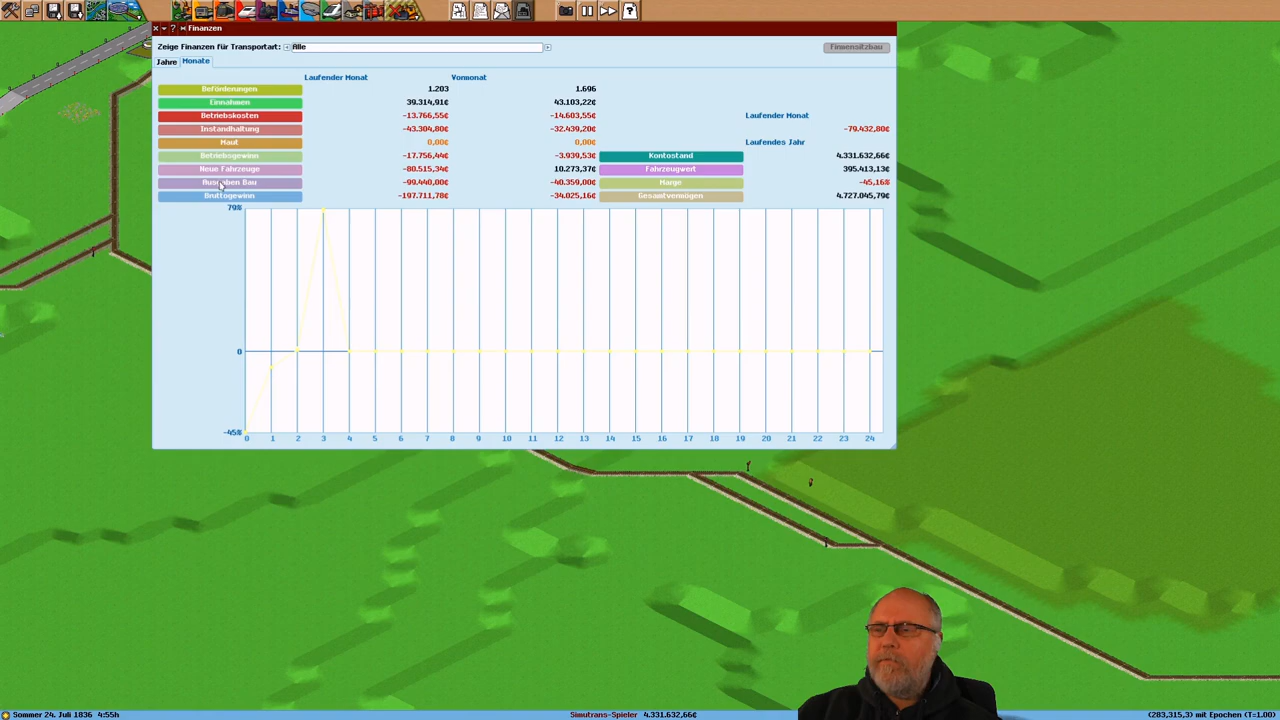 Finanzen
Zeige Finanzen für Transportart: Alle Firmensitzbau
Jahre Monate
Laufender Monat Vormonat
Beförderungen 1.203 1.696
Einnahmen 39.314,91¢ 43.103,22¢
Betriebskosten -13.766,55¢ -14.603,55¢ Laufender Monat
Instandhaltung -43.304,80¢ -32.439,20¢ -79.432,80¢
Maut 0,00¢ 0,00¢ Laufendes Jahr
Betriebsgewinn -17.756,44¢ -3.939,53¢ Kontostand 4.331.632,66¢
Neue Fahrzeuge -80.515,34¢ 10.273,37¢ Fahrzeugwert 395.413,13¢
Ausgaben Bau -99.440,00¢ -40.359,00¢ Marge -45,16%
Bruttogewinn -197.711,78¢ -34.025,16¢ Gesamtvermögen 4.727.045,79¢
79%
0
-45%
0 1 2 3 4 5 6 7 8 9 10 11 12 13 14 15 16 17 18 19 20 21 22 23 24
Sommer 24. Juli 1836 4:55h Simutrans-Spieler 4.331.632,66¢ (283,315,3) mit Epochen (T=1.00)